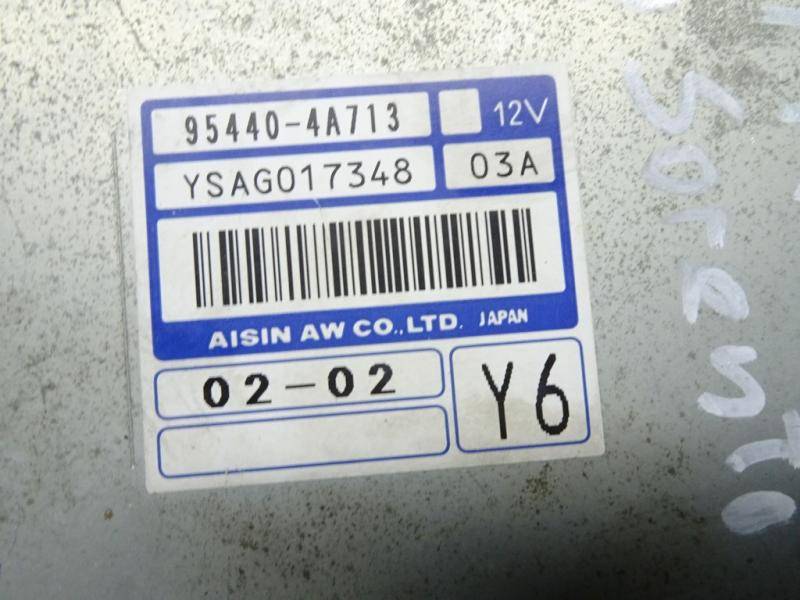 95440-4A713
12V
YSAG017348
03A
AISIN AW CO.,LTD. JAPAN
02-02
Y6
Sorento